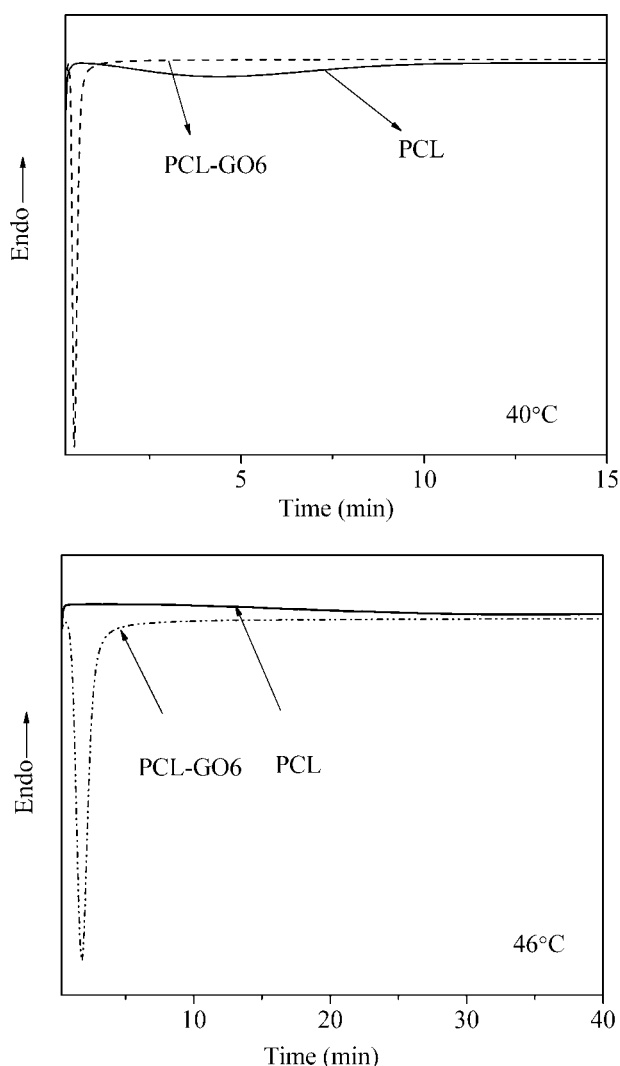 PCL-GO6
PCL
Endo
40°C
5
10
15
Time (min)
PCL-GO6
PCL
Endo
46°C
10
20
30
40
Time (min)